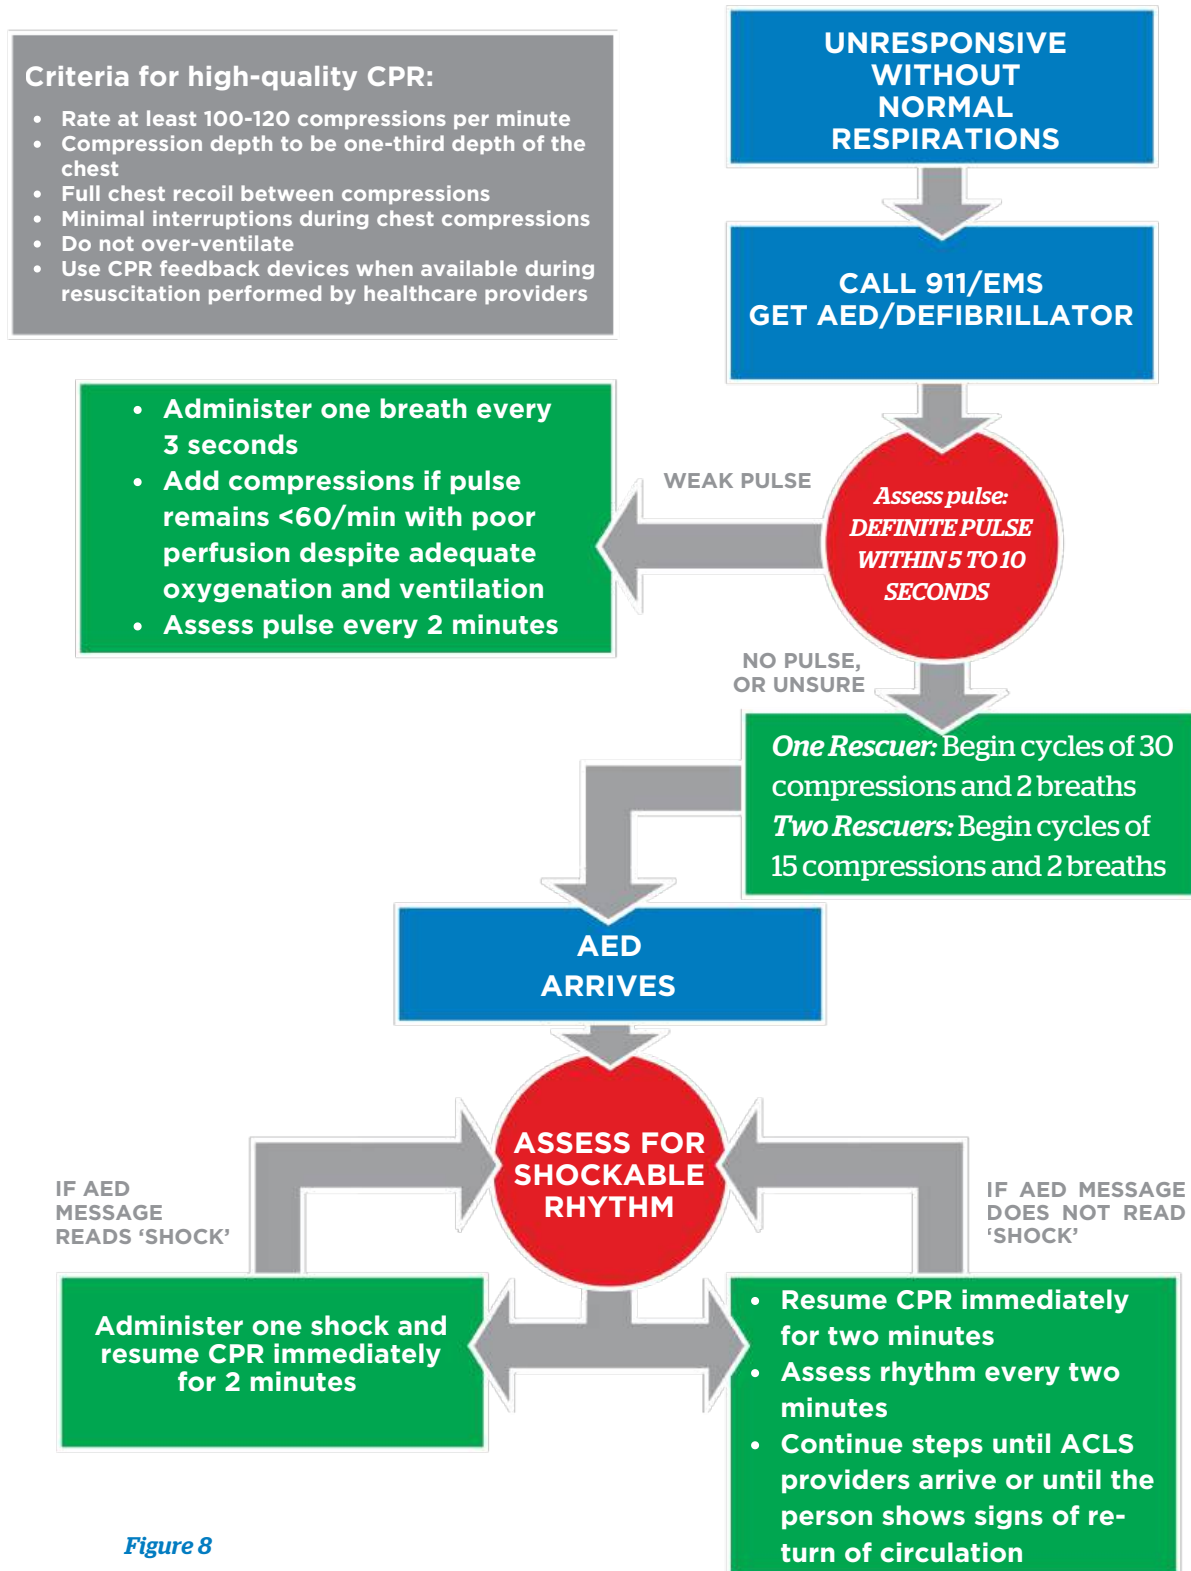 Criteria for high-quality CPR:
• Rate at least 100-120 compressions per minute
• Compression depth to be one-third depth of the
chest
• Full chest recoil between compressions
• Minimal interruptions during chest compressions
• Do not over-ventilate
• Use CPR feedback devices when available during
resuscitation performed by healthcare providers
UNRESPONSIVE
WITHOUT
NORMAL
RESPIRATIONS
CALL 911/EMS
GET AED/DEFIBRILLATOR
Assess pulse:
DEFINITE PULSE
WITHIN 5 TO 10
SECONDS
WEAK PULSE
• Administer one breath every
3 seconds
• Add compressions if pulse
remains <60/min with poor
perfusion despite adequate
oxygenation and ventilation
• Assess pulse every 2 minutes
NO PULSE,
OR UNSURE
One Rescuer: Begin cycles of 30
compressions and 2 breaths
Two Rescuers: Begin cycles of
15 compressions and 2 breaths
AED
ARRIVES
ASSESS FOR
SHOCKABLE
RHYTHM
IF AED
MESSAGE
READS ‘SHOCK’
Administer one shock and
resume CPR immediately
for 2 minutes
IF AED MESSAGE
DOES NOT READ
‘SHOCK’
• Resume CPR immediately
for two minutes
• Assess rhythm every two
minutes
• Continue steps until ACLS
providers arrive or until the
person shows signs of re-
turn of circulation
Figure 8